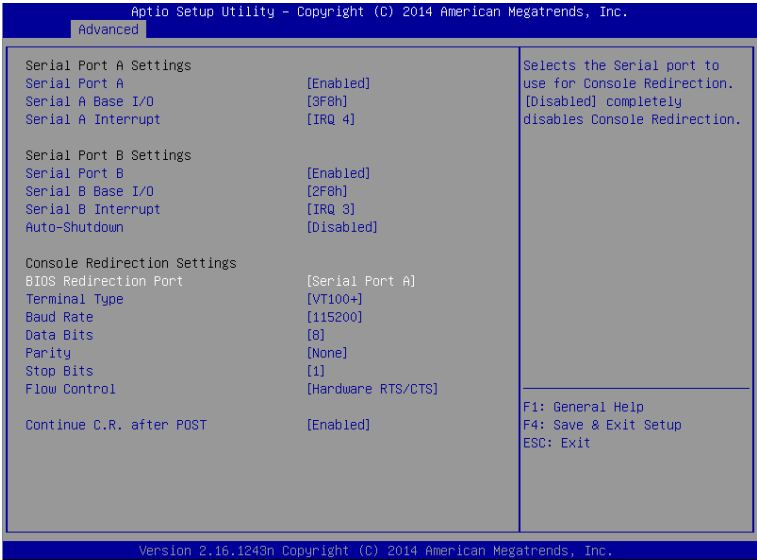 Aptio Setup Utility – Copyright (C) 2014 American Megatrends, Inc.
Advanced
Serial Port A Settings
Serial Port A [Enabled]
Serial A Base I/O [3F8h]
Serial A Interrupt [IRQ 4]
Serial Port B Settings
Serial Port B [Enabled]
Serial B Base I/O [2F8h]
Serial B Interrupt [IRQ 3]
Auto-Shutdown [Disabled]
Console Redirection Settings
BIOS Redirection Port [Serial Port A]
Terminal Type [VT100+]
Baud Rate [115200]
Data Bits [8]
Parity [None]
Stop Bits [1]
Flow Control [Hardware RTS/CTS]
Continue C.R. after POST [Enabled]
Selects the Serial port to
use for Console Redirection.
[Disabled] completely
disables Console Redirection.
F1: General Help
F4: Save & Exit Setup
ESC: Exit
Version 2.16.1243n Copyright (C) 2014 American Megatrends, Inc.